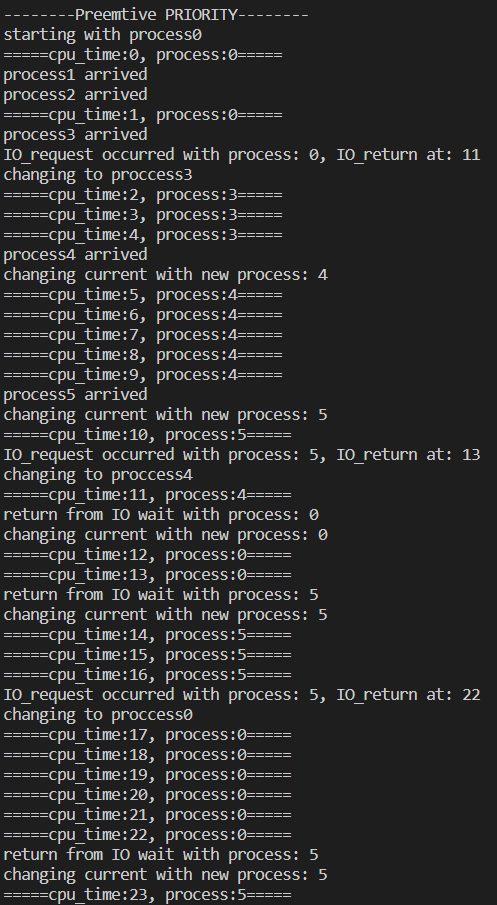 --------Preemtive PRIORITY--------
starting with process0
=====cpu_time:0, process:0=====
process1 arrived
process2 arrived
=====cpu_time:1, process:0=====
process3 arrived
IO_request occurred with process: 0, IO_return at: 11
changing to proccess3
=====cpu_time:2, process:3=====
=====cpu_time:3, process:3=====
=====cpu_time:4, process:3=====
process4 arrived
changing current with new process: 4
=====cpu_time:5, process:4=====
=====cpu_time:6, process:4=====
=====cpu_time:7, process:4=====
=====cpu_time:8, process:4=====
=====cpu_time:9, process:4=====
process5 arrived
changing current with new process: 5
=====cpu_time:10, process:5=====
IO_request occurred with process: 5, IO_return at: 13
changing to proccess4
=====cpu_time:11, process:4=====
return from IO wait with process: 0
changing current with new process: 0
=====cpu_time:12, process:0=====
=====cpu_time:13, process:0=====
return from IO wait with process: 5
changing current with new process: 5
=====cpu_time:14, process:5=====
=====cpu_time:15, process:5=====
=====cpu_time:16, process:5=====
IO_request occurred with process: 5, IO_return at: 22
changing to proccess0
=====cpu_time:17, process:0=====
=====cpu_time:18, process:0=====
=====cpu_time:19, process:0=====
=====cpu_time:20, process:0=====
=====cpu_time:21, process:0=====
=====cpu_time:22, process:0=====
return from IO wait with process: 5
changing current with new process: 5
=====cpu_time:23, process:5=====